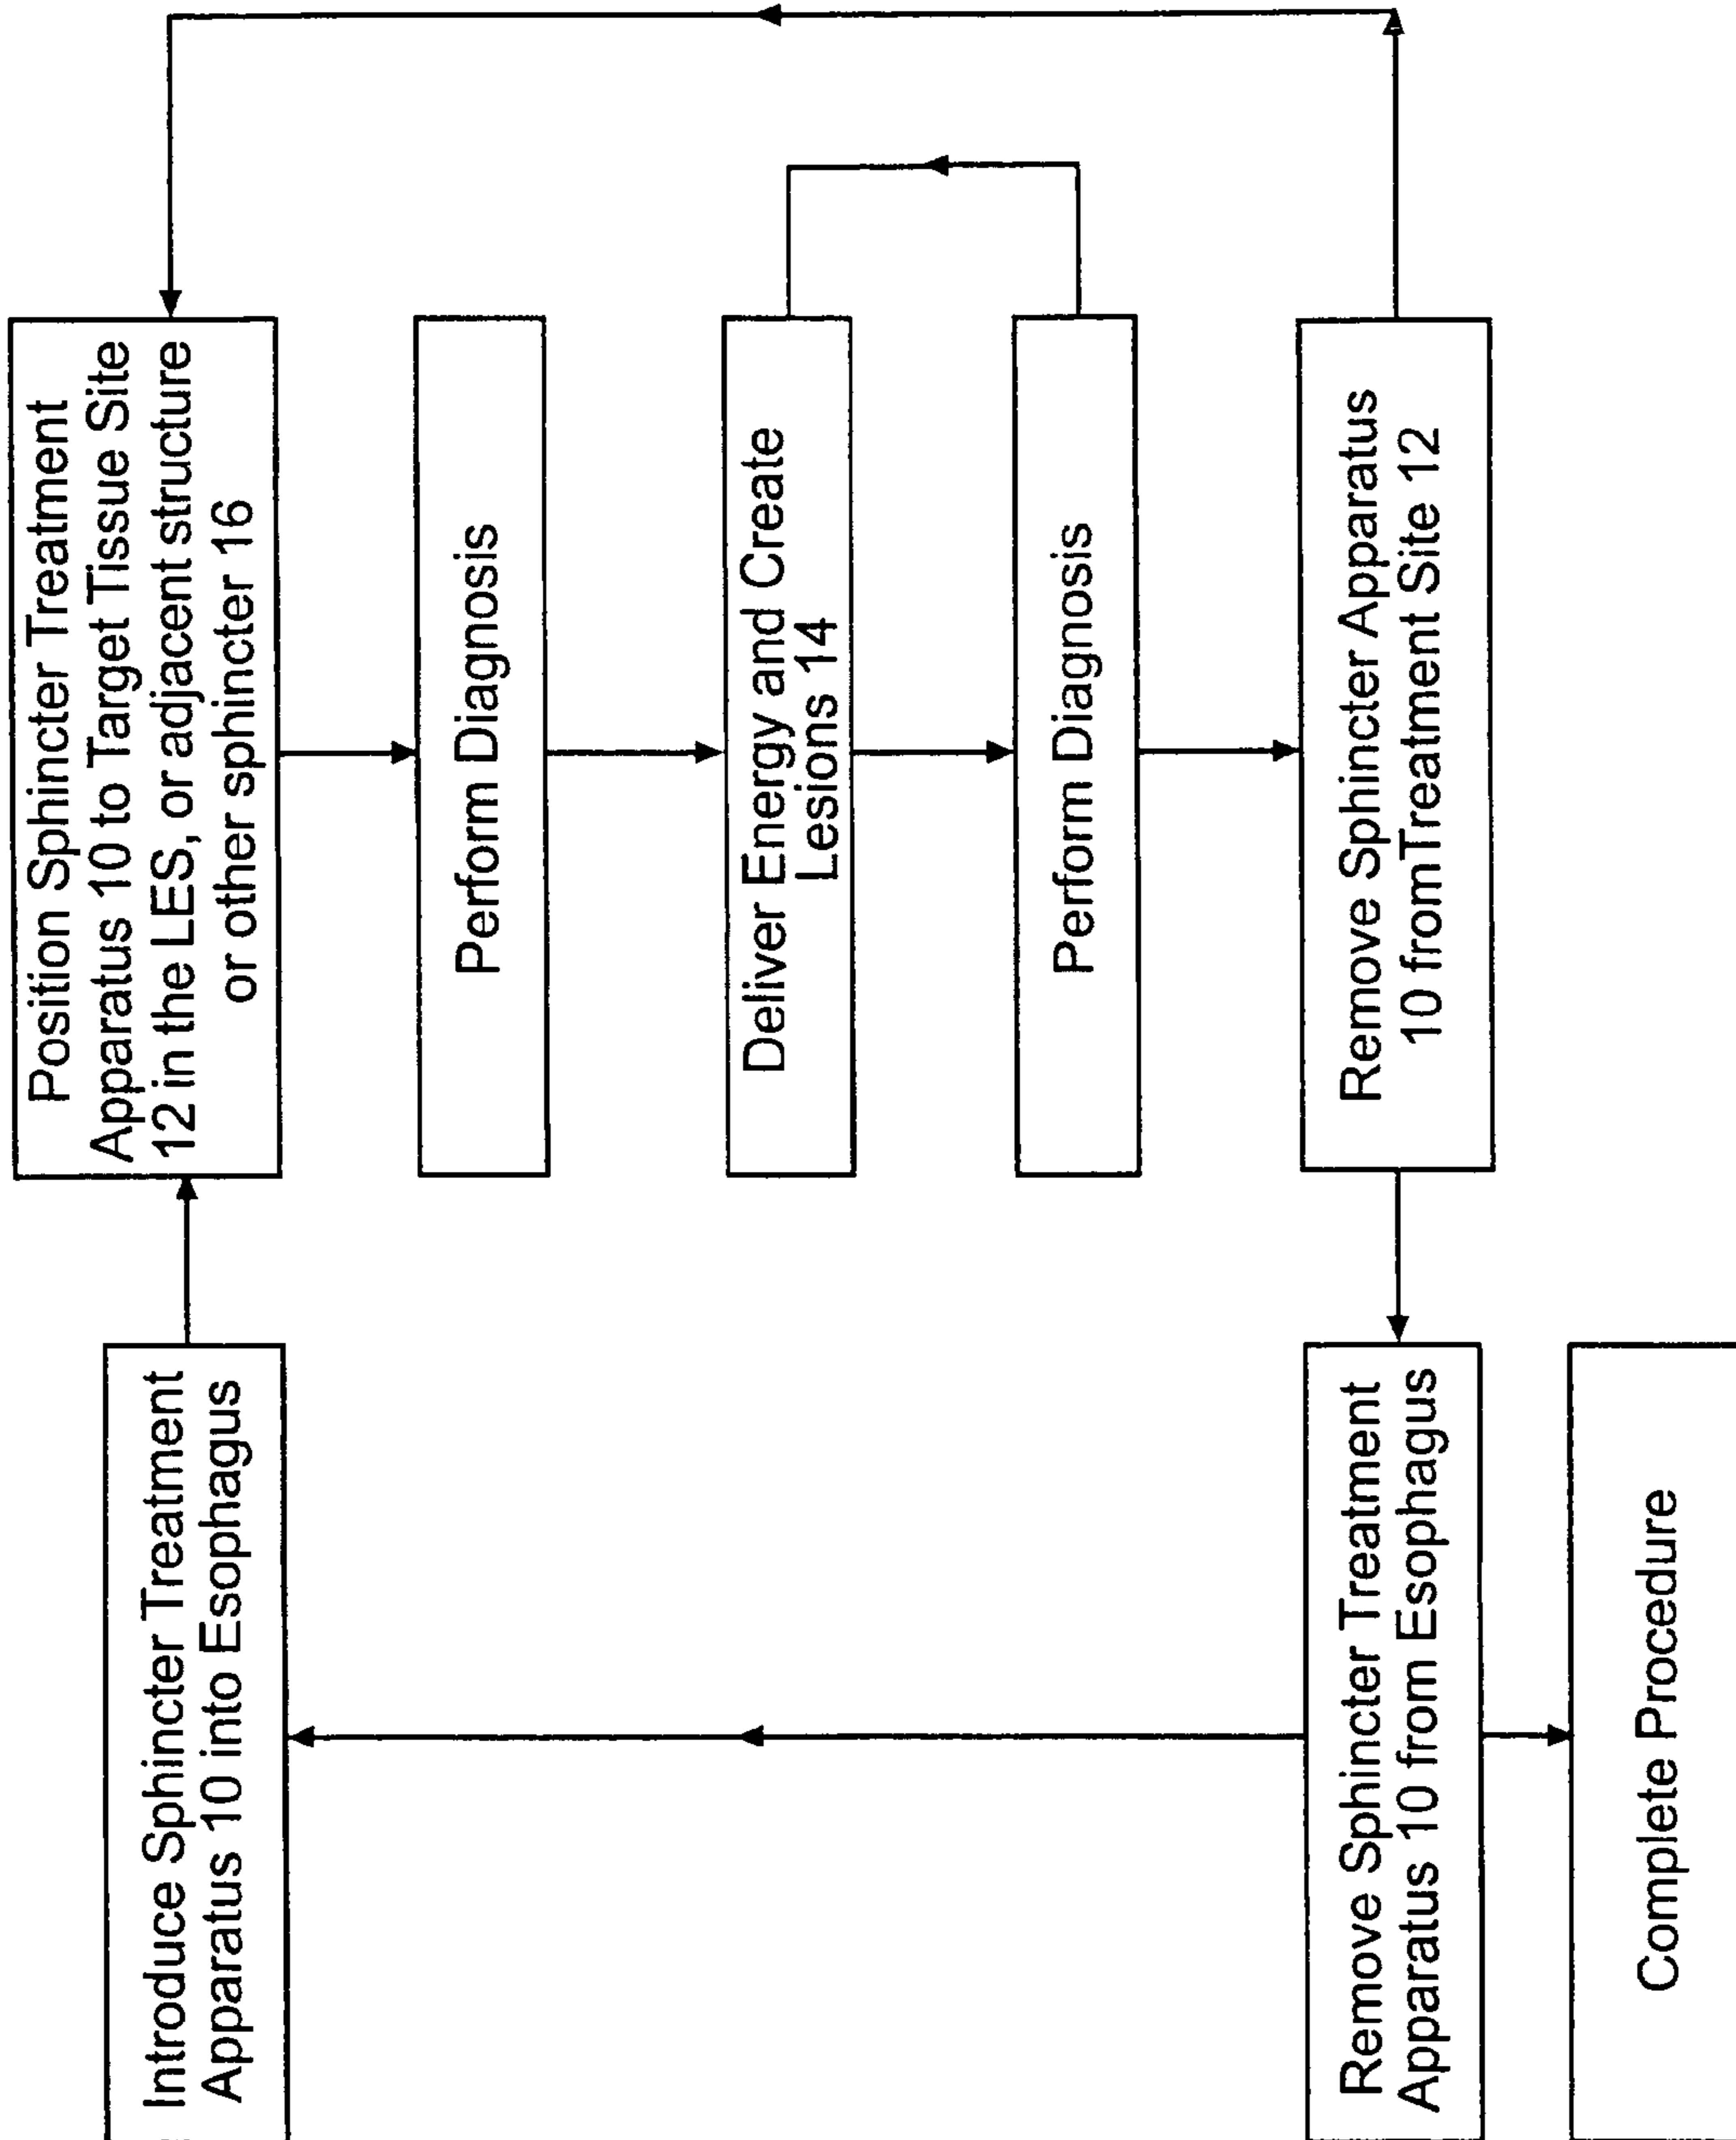 Introduce Sphincter Treatment
Apparatus 10 into Esophagus
Position Sphincter Treatment
Apparatus 10 to Target Tissue Site
12 in the LES, or adjacent structure
or other sphincter 16
Perform Diagnosis
Deliver Energy and Create
Lesions 14
Perform Diagnosis
Remove Sphincter Apparatus
10 fromTreatment Site 12
Remove Sphincter Treatment
Apparatus 10 from Esophagus
Complete Procedure